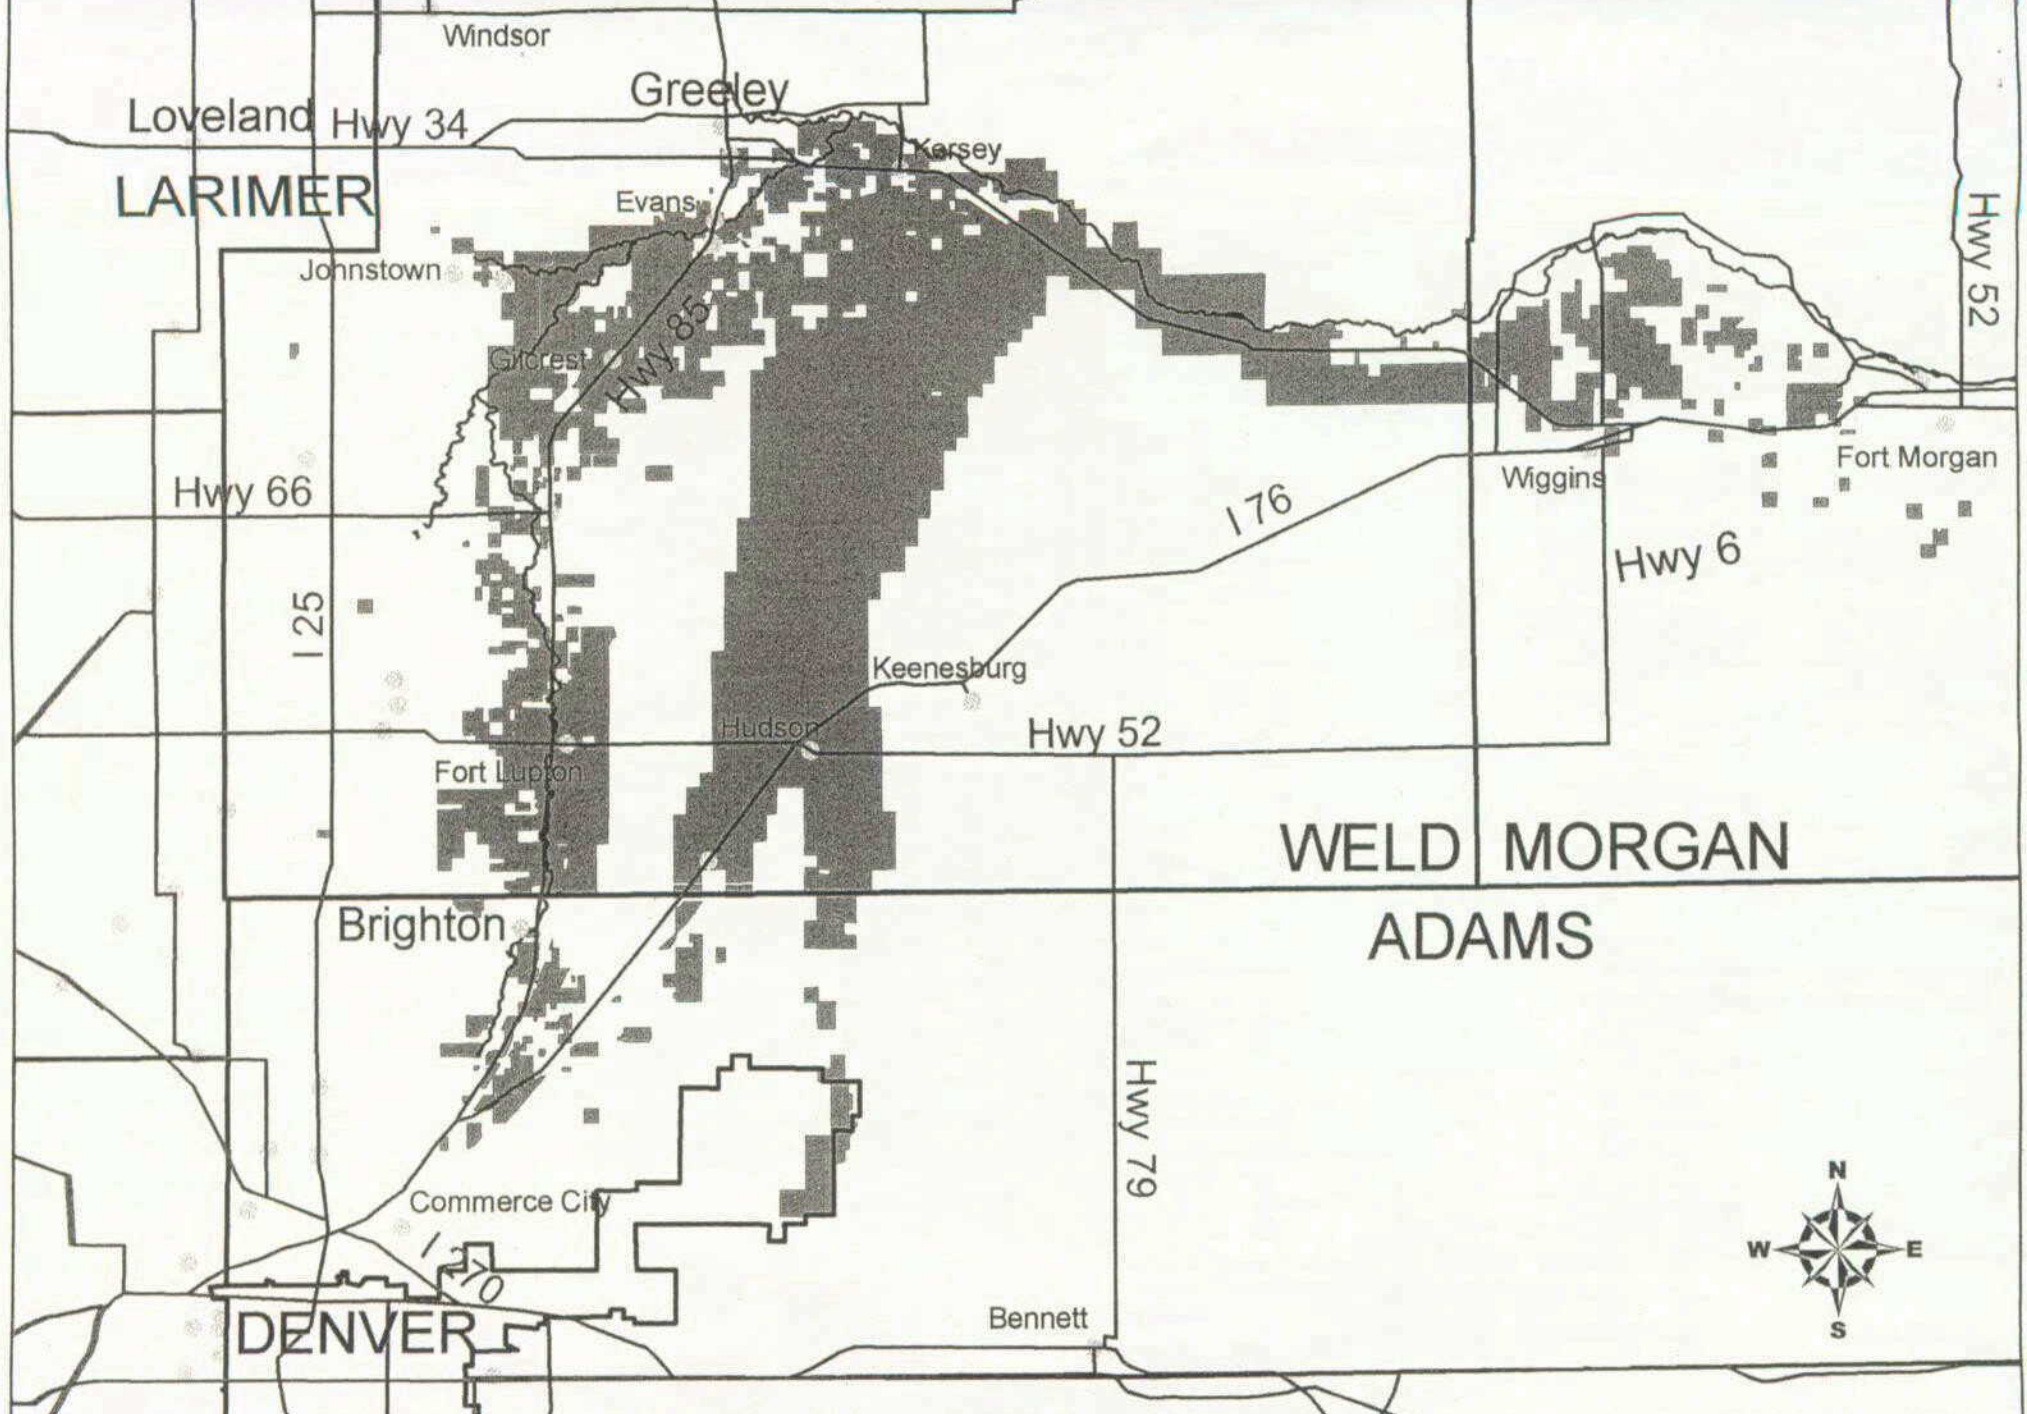 Windsor
Greeley
Loveland
Hwy 34
Kersey
LARIMER
Evans
Hwy 52
Johnstown
Hwy 85
Gilcrest
Fort Morgan
Wiggins
Hwy 66
I 76
Hwy 6
I 25
Keenesburg
Hudson
Hwy 52
Fort Lupton
WELD
MORGAN
Brighton
ADAMS
Hwy 79
N
Commerce City
W
E
I 270
Bennett
S
DENVER